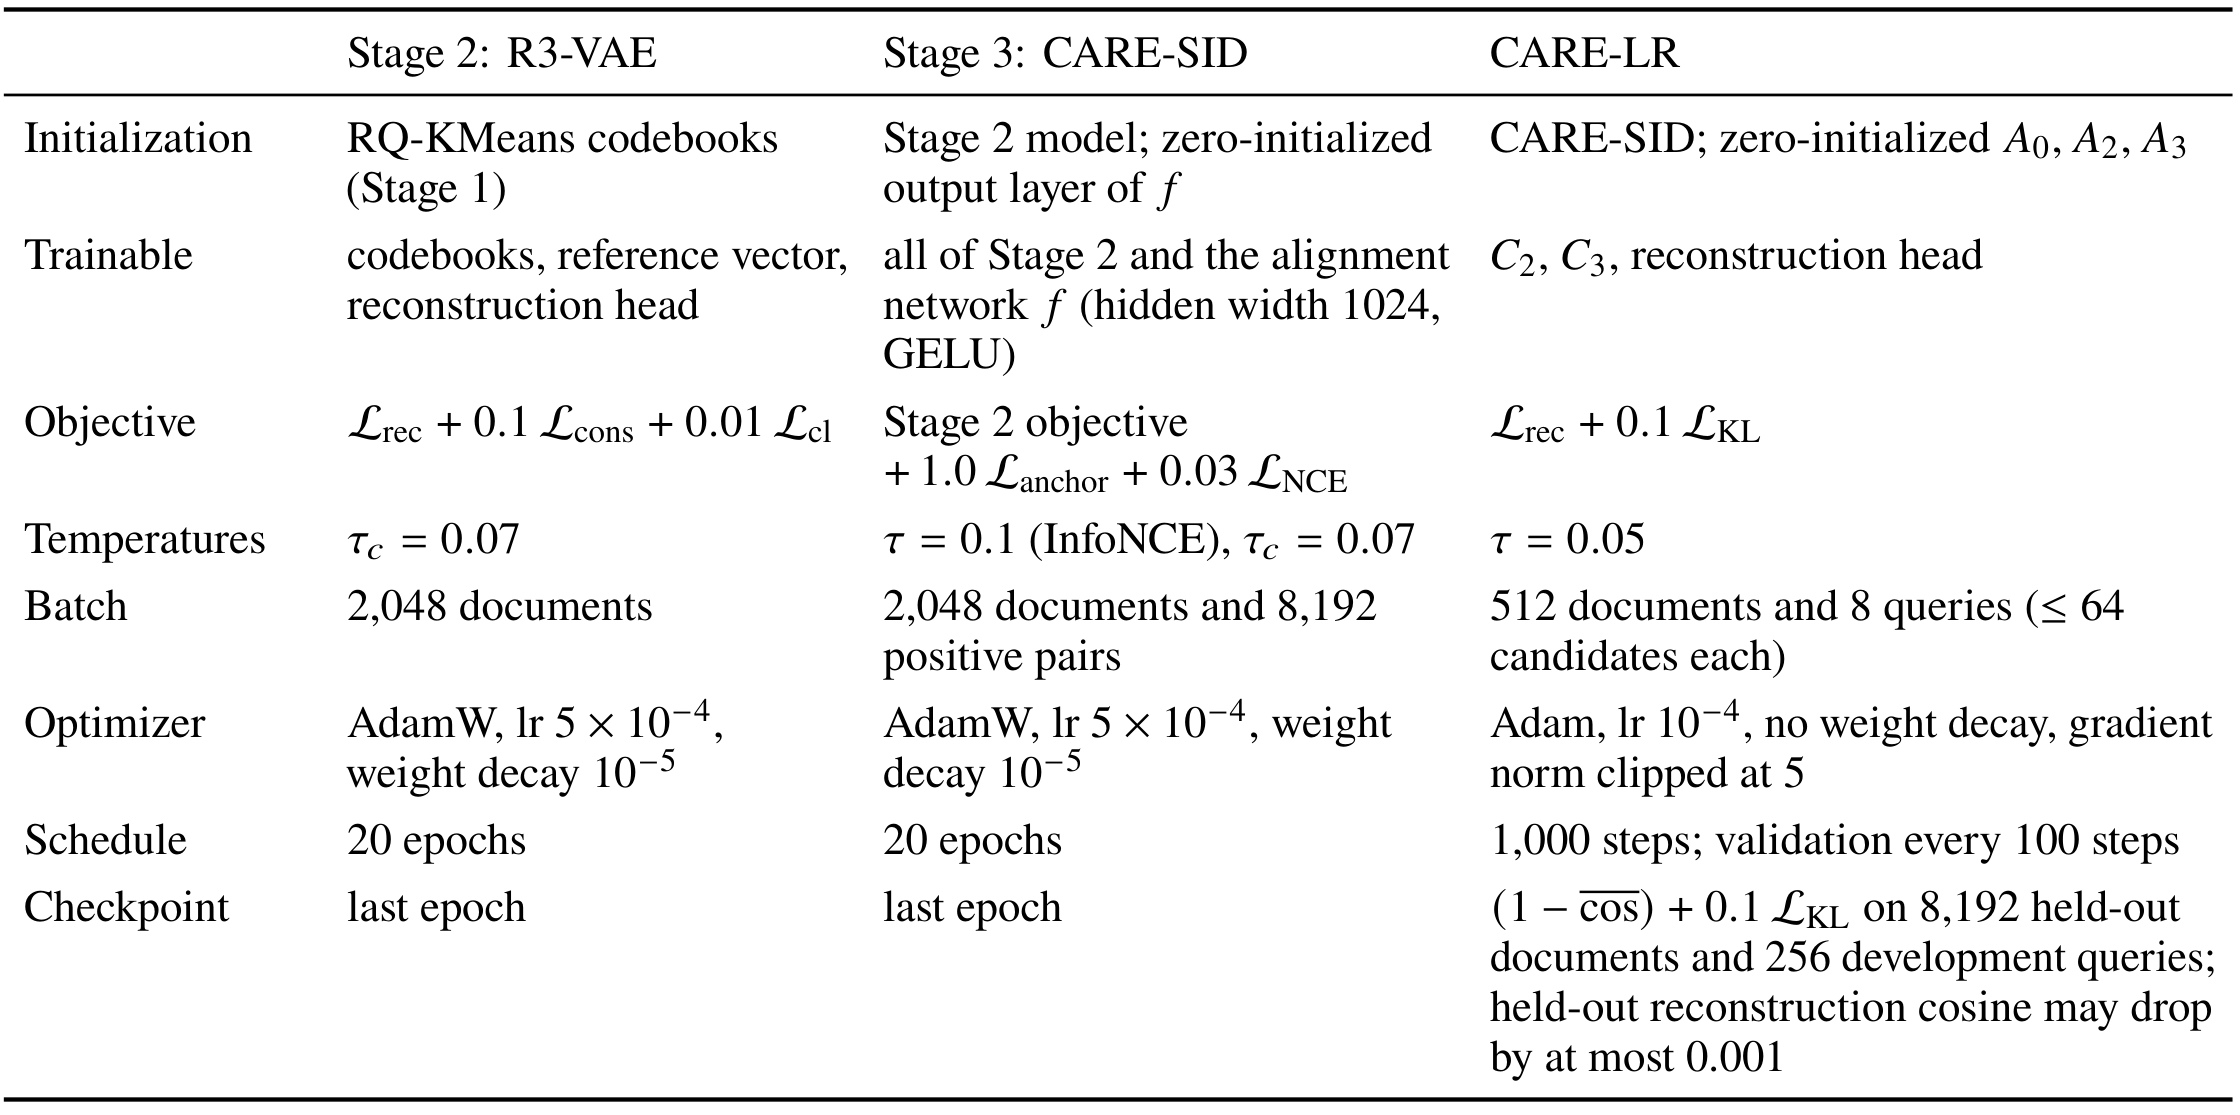 Stage 2: R3-VAE Stage 3: CARE-SID CARE-LR
Initialization RQ-KMeans codebooks Stage 2 model; zero-initialized CARE-SID; zero-initialized A₀, A₂, A₃
(Stage 1) output layer of f
Trainable codebooks, reference vector, all of Stage 2 and the alignment C₂, C₃, reconstruction head
reconstruction head network f (hidden width 1024,
GELU)
Objective ℒrec + 0.1 ℒcons + 0.01 ℒcl Stage 2 objective ℒrec + 0.1 ℒKL
+ 1.0 ℒanchor + 0.03 ℒNCE
Temperatures τc = 0.07 τ = 0.1 (InfoNCE), τc = 0.07 τ = 0.05
Batch 2,048 documents 2,048 documents and 8,192 512 documents and 8 queries (≤ 64
positive pairs candidates each)
Optimizer AdamW, lr 5 × 10⁻⁴, AdamW, lr 5 × 10⁻⁴, weight Adam, lr 10⁻⁴, no weight decay, gradient
weight decay 10⁻⁵ decay 10⁻⁵ norm clipped at 5
Schedule 20 epochs 20 epochs 1,000 steps; validation every 100 steps
Checkpoint last epoch last epoch (1 − c̅o̅s̅) + 0.1 ℒKL on 8,192 held-out
documents and 256 development queries;
held-out reconstruction cosine may drop
by at most 0.001